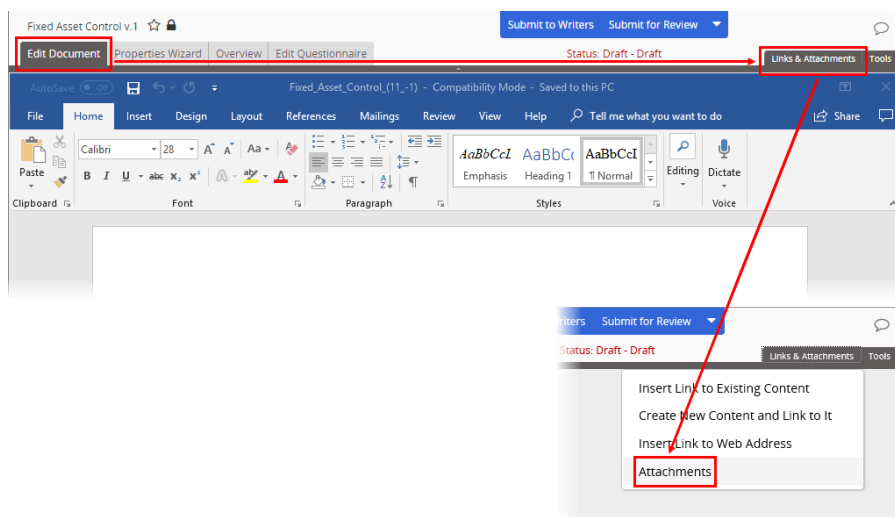 Fixed Asset Control v.1
Submit to Writers Submit for Review
Edit Document Properties Wizard Overview Edit Questionnaire Status: Draft - Draft Links & Attachments Tools
AutoSave Off Fixed_Asset_Control_(11_-1) - Compatibility Mode - Saved to this PC
File Home Insert Design Layout References Mailings Review View Help Tell me what you want to do Share
Calibri 28 A A Aa
Paste B I U abc x₂ x² A ab A
AaBbCcI AaBbCc AaBbCcI
Emphasis Heading 1 ¶ Normal
Editing Dictate
Clipboard Font Paragraph Styles Voice
riters Submit for Review
Status: Draft - Draft Links & Attachments Tools
Insert Link to Existing Content
Create New Content and Link to It
Insert Link to Web Address
Attachments